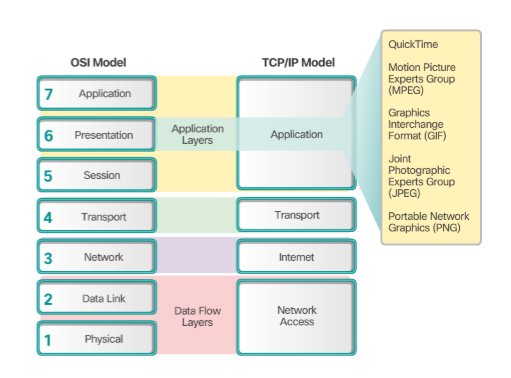 OSI Model
TCP/IP Model
7 Application
6 Presentation
5 Session
4 Transport
3 Network
2 Data Link
1 Physical
Application
Layers
Data Flow
Layers
Application
Transport
Internet
Network
Access
QuickTime
Motion Picture
Experts Group
(MPEG)
Graphics
Interchange
Format (GIF)
Joint
Photographic
Experts Group
(JPEG)
Portable Network
Graphics (PNG)